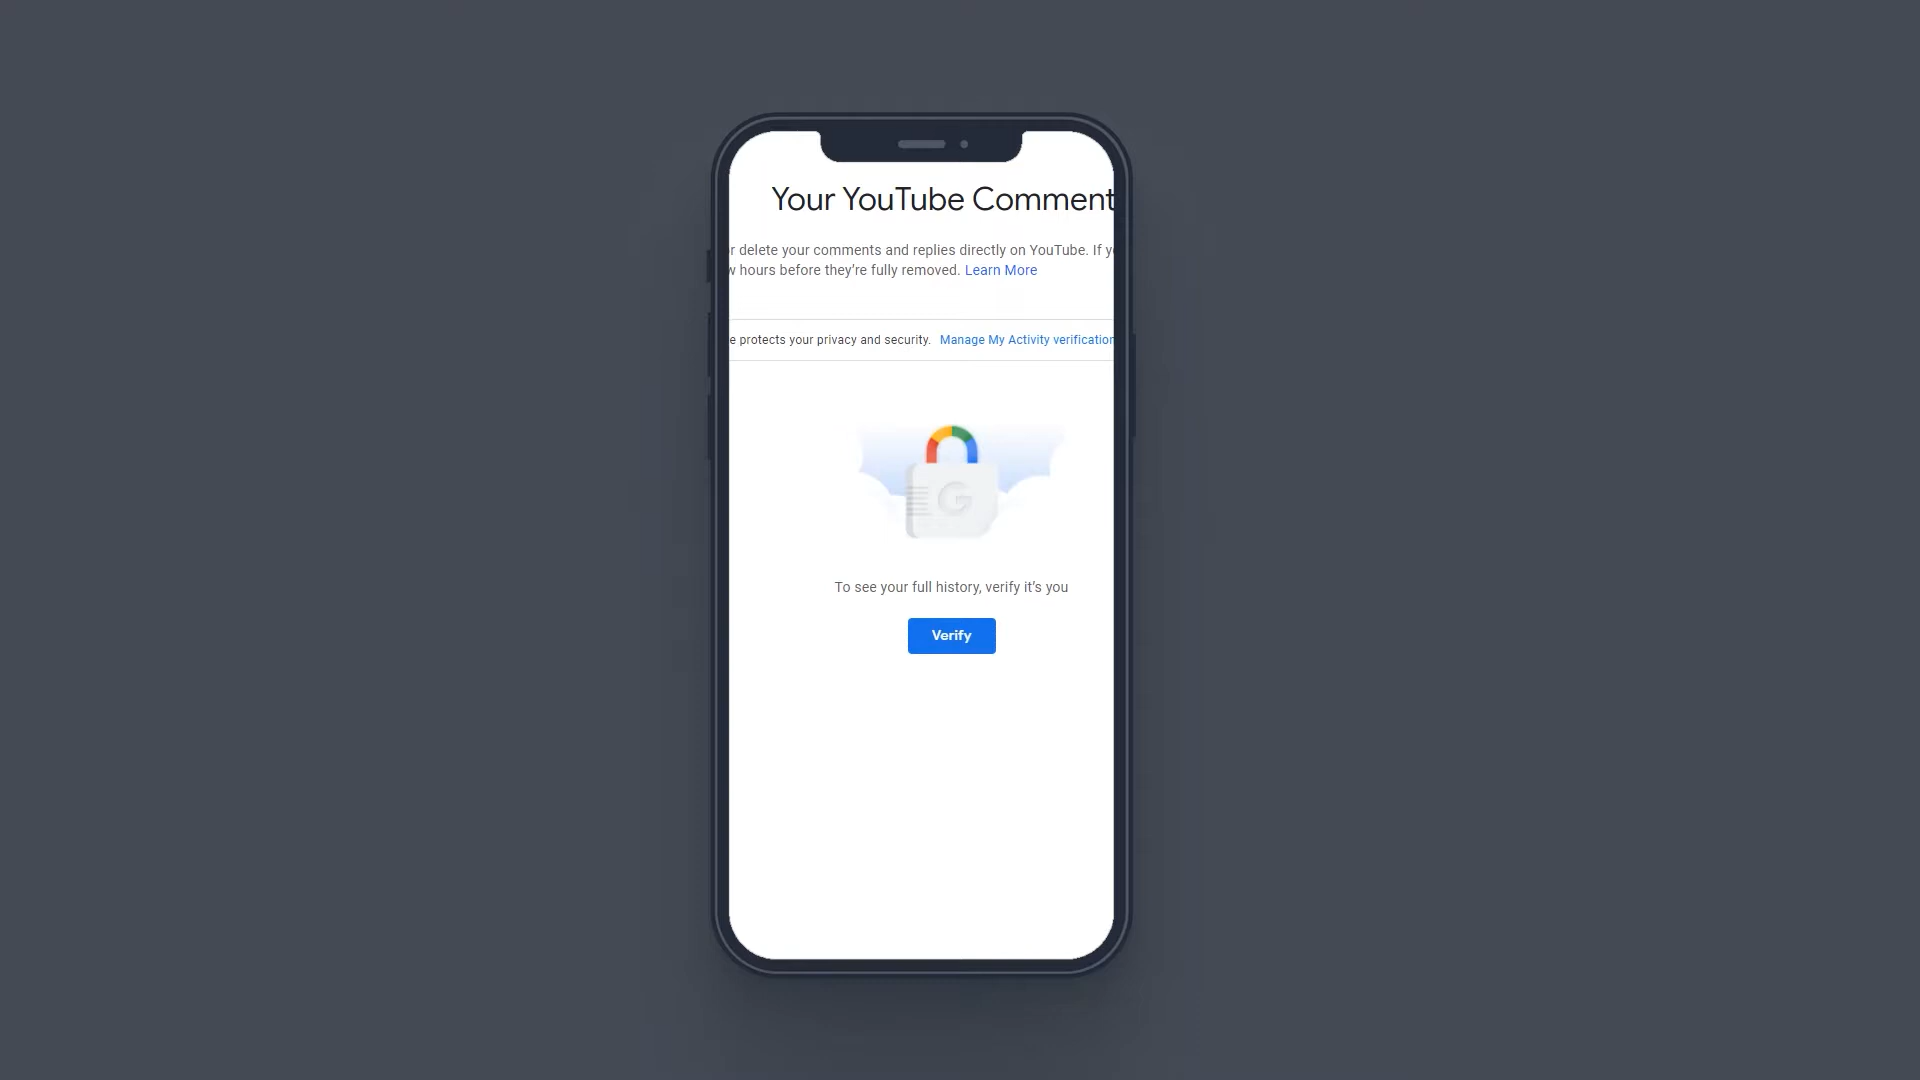 Your YouTube Comment
r delete your comments and replies directly on YouTube. If y
w hours before they’re fully removed. Learn More
e protects your privacy and security. Manage My Activity verification
G
To see your full history, verify it’s you
Verify